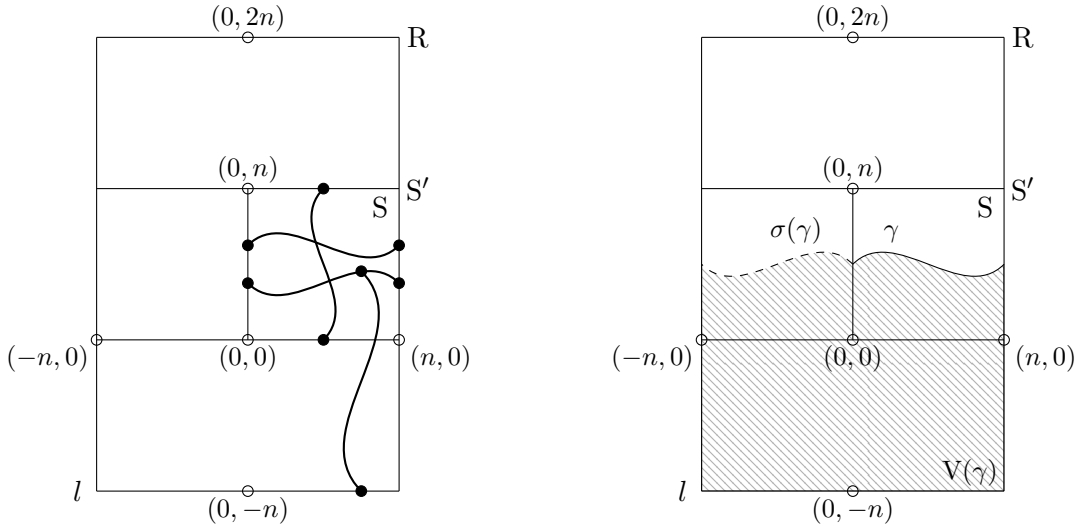 (0, 2n)
R
(0, n)
S
S′
(−n, 0)
(0, 0)
(n, 0)
l
(0, −n)
(0, 2n)
R
(0, n)
S
S′
σ(γ)
γ
(−n, 0)
(0, 0)
(n, 0)
V(γ)
l
(0, −n)